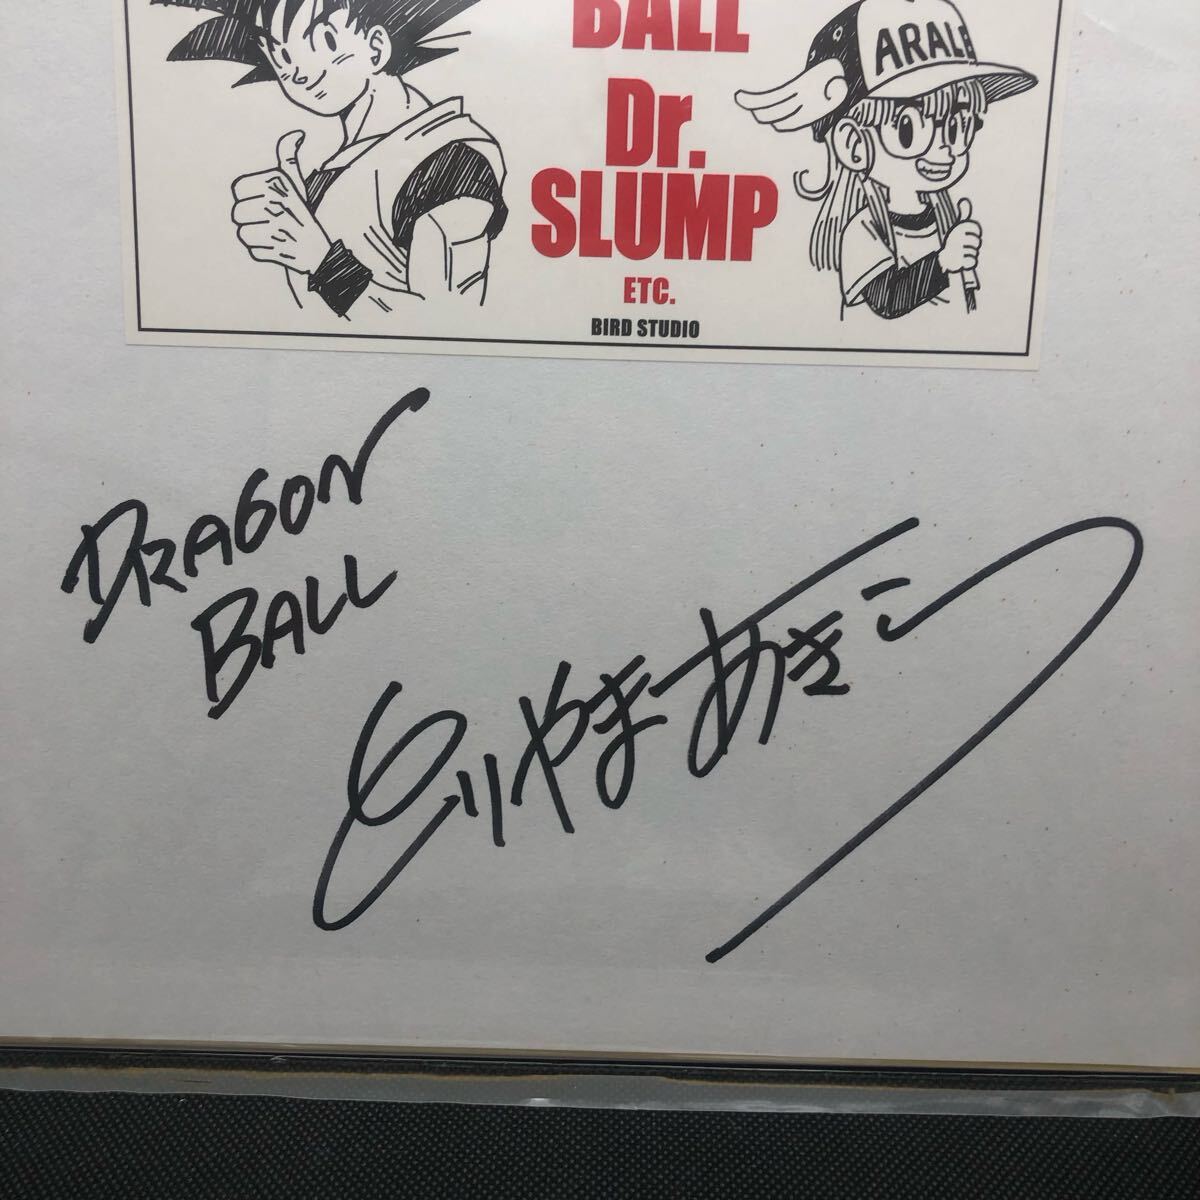 BALL
ARALE
Dr.
SLUMP
ETC.
BIRD STUDIO
DRAGON
BALL
とりやまあきら